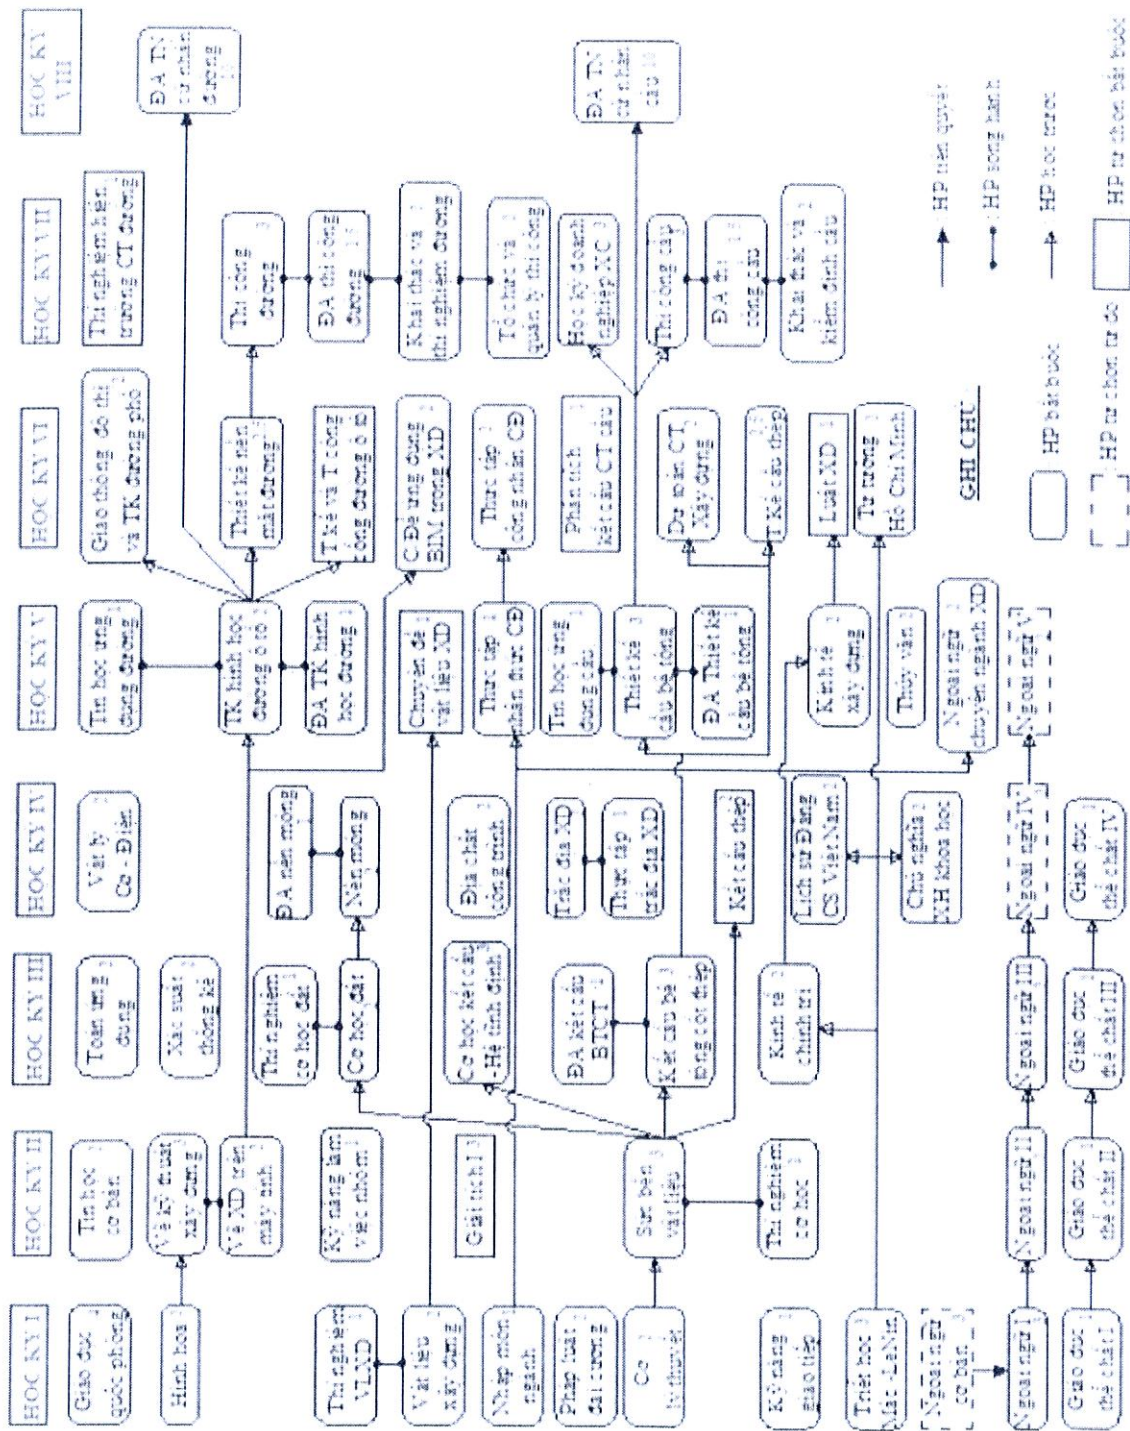 HỌC KỲ I
Giáo dục
quốc phòng
Hình họa
Thí nghiệm
VLXD 1
Vật liệu
xây dựng
Nhập môn
ngành
Pháp luật
đại cương
Cơ
lý thuyết
Kỹ năng
giao tiếp
Triết học
Mác -LêNin
Ngoại ngữ
cơ bản
Ngoại ngữ I
Giáo dục
thể chất I
HỌC KỲ II
Tin học
cơ bản
Vẽ kỹ thuật
xây dựng
Vẽ XD trên
máy tính
Kỹ năng làm
việc nhóm
Giải tích I 3
Sức bền
vật liệu
Thí nghiệm
cơ học
Ngoại ngữ II
Giáo dục
thể chất II
HỌC KỲ III
Toán ứng
dụng
Xác suất
thống kê
Thí nghiệm
cơ học đất
Cơ học đất
Cơ học kết cấu
-Hệ tĩnh định
ĐA kết cấu
BTCT
Kết cấu bê
tông cốt thép
Kinh tế
chính trị
Ngoại ngữ III
Giáo dục
thể chất III
HỌC KỲ IV
Vật lý
Cơ - Điện
ĐA nền móng
Nền móng
Địa chất
công trình
Trắc địa XD
Thực tập
trắc địa XD
Kết cấu thép
Lịch sử Đảng
CS Việt Nam
Chủ nghĩa
XH khoa học
Ngoại ngữ IV
Giáo dục
thể chất IV
HỌC KỲ V
Tin học ứng
dụng đường
TK hình học
đường ô tô
ĐA TK hình
học đường
Chuyên đề
vật liệu XD
Thực tập
nhận thức CĐ
Tin học ứng
dụng cầu
Thiết kế
cầu bê tông
ĐA Thiết kế
cầu bê tông
Kinh tế
xây dựng
Thủy văn
Ngoại ngữ
chuyên ngành XD
Ngoại ngữ V
HỌC KỲ VI
Giao thông đô thị
và TK đường phố
Thiết kế nền
mặt đường
T kế và T công
cống đường ô tô
C Đề ứng dụng
BIM trong XD
Thực tập
công nhân CĐ
Phân tích
kết cấu CT cầu
Dự toán CT
Xây dựng
T Kế cầu thép
Luật XD
Tư tưởng
Hồ Chí Minh
HỌC KỲ VII
Thí nghiệm hiện
trường CT đường
Thi công
đường
ĐA thi công
đường
Khai thác và
thí nghiệm đường
Tổ chức và
quản lý thi công
Học kỳ doanh
nghiệp XC
Thi công cầu
ĐA thi
công cầu
Khai thác và
kiểm định cầu
HỌC KỲ
VIII
ĐA TN
cử nhân
đường
ĐA TN
cử nhân
cầu 10
GHI CHÚ
HP bắt buộc
HP tự chọn tự do
HP tiên quyết
HP song hành
HP học trước
HP tự chọn bắt buộc